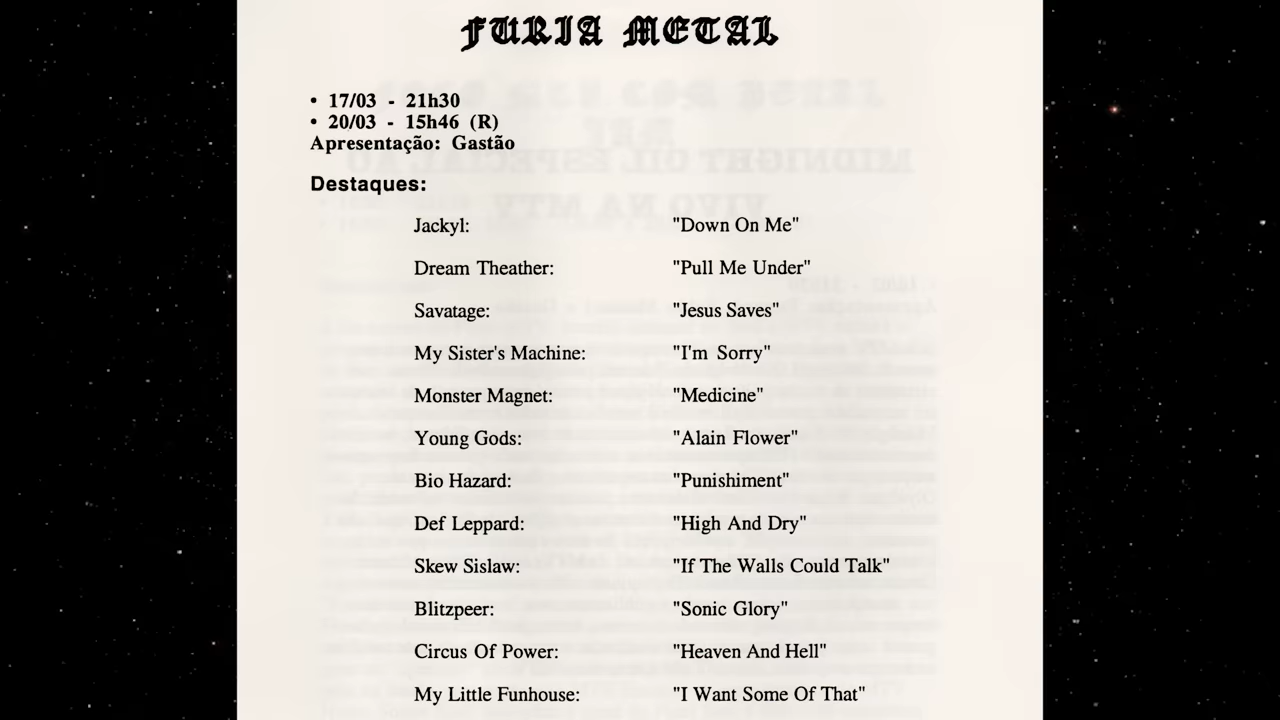 FURIA METAL
• 17/03 - 21h30
• 20/03 - 15h46 (R)
Apresentação: Gastão
Destaques:
Jackyl: "Down On Me"
Dream Theather: "Pull Me Under"
Savatage: "Jesus Saves"
My Sister's Machine: "I'm Sorry"
Monster Magnet: "Medicine"
Young Gods: "Alain Flower"
Bio Hazard: "Punishiment"
Def Leppard: "High And Dry"
Skew Sislaw: "If The Walls Could Talk"
Blitzpeer: "Sonic Glory"
Circus Of Power: "Heaven And Hell"
My Little Funhouse: "I Want Some Of That"